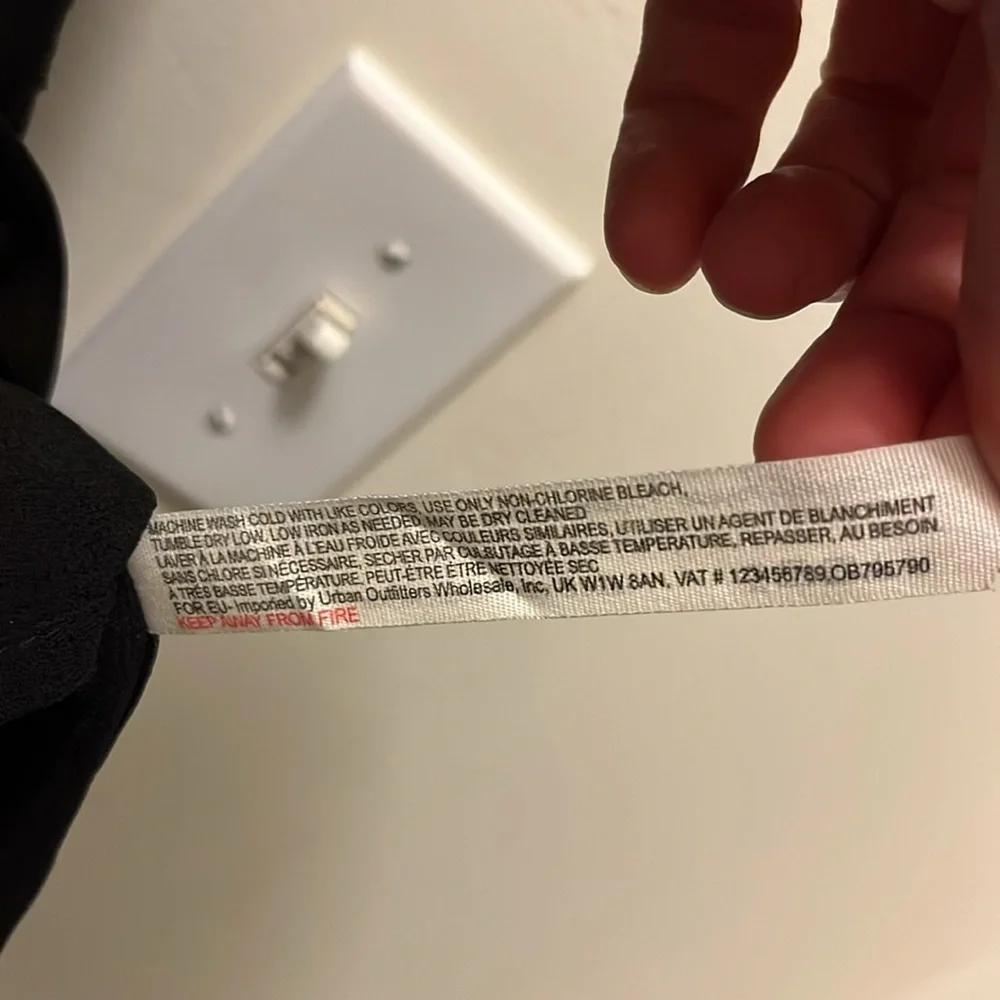 MACHINE WASH COLD WITH LIKE COLORS, USE ONLY NON-CHLORINE BLEACH,
TUMBLE DRY LOW, LOW IRON AS NEEDED, MAY BE DRY CLEANED
LAVER À LA MACHINE À L'EAU FROIDE AVEC COULEURS SIMILAIRES, UTILISER UN AGENT DE BLANCHIMENT
SANS CHLORE SI NÉCESSAIRE, SÉCHER PAR CULBUTAGE À BASSE TEMPÉRATURE, REPASSER, AU BESOIN
À TRÈS BASSE TEMPÉRATURE, PEUT-ÊTRE ÊTRE NETTOYÉE SEC
FOR EU- Imported by Urban Outfitters Wholesale, Inc, UK W1W 8AN. VAT # 123456789.OB795790
KEEP AWAY FROM FIRE